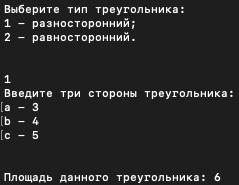 Выберите тип треугольника:
1 – разносторонний;
2 – равносторонний.
1
Введите три стороны треугольника:
[a – 3
[b – 4
[c – 5
Площадь данного треугольника: 6